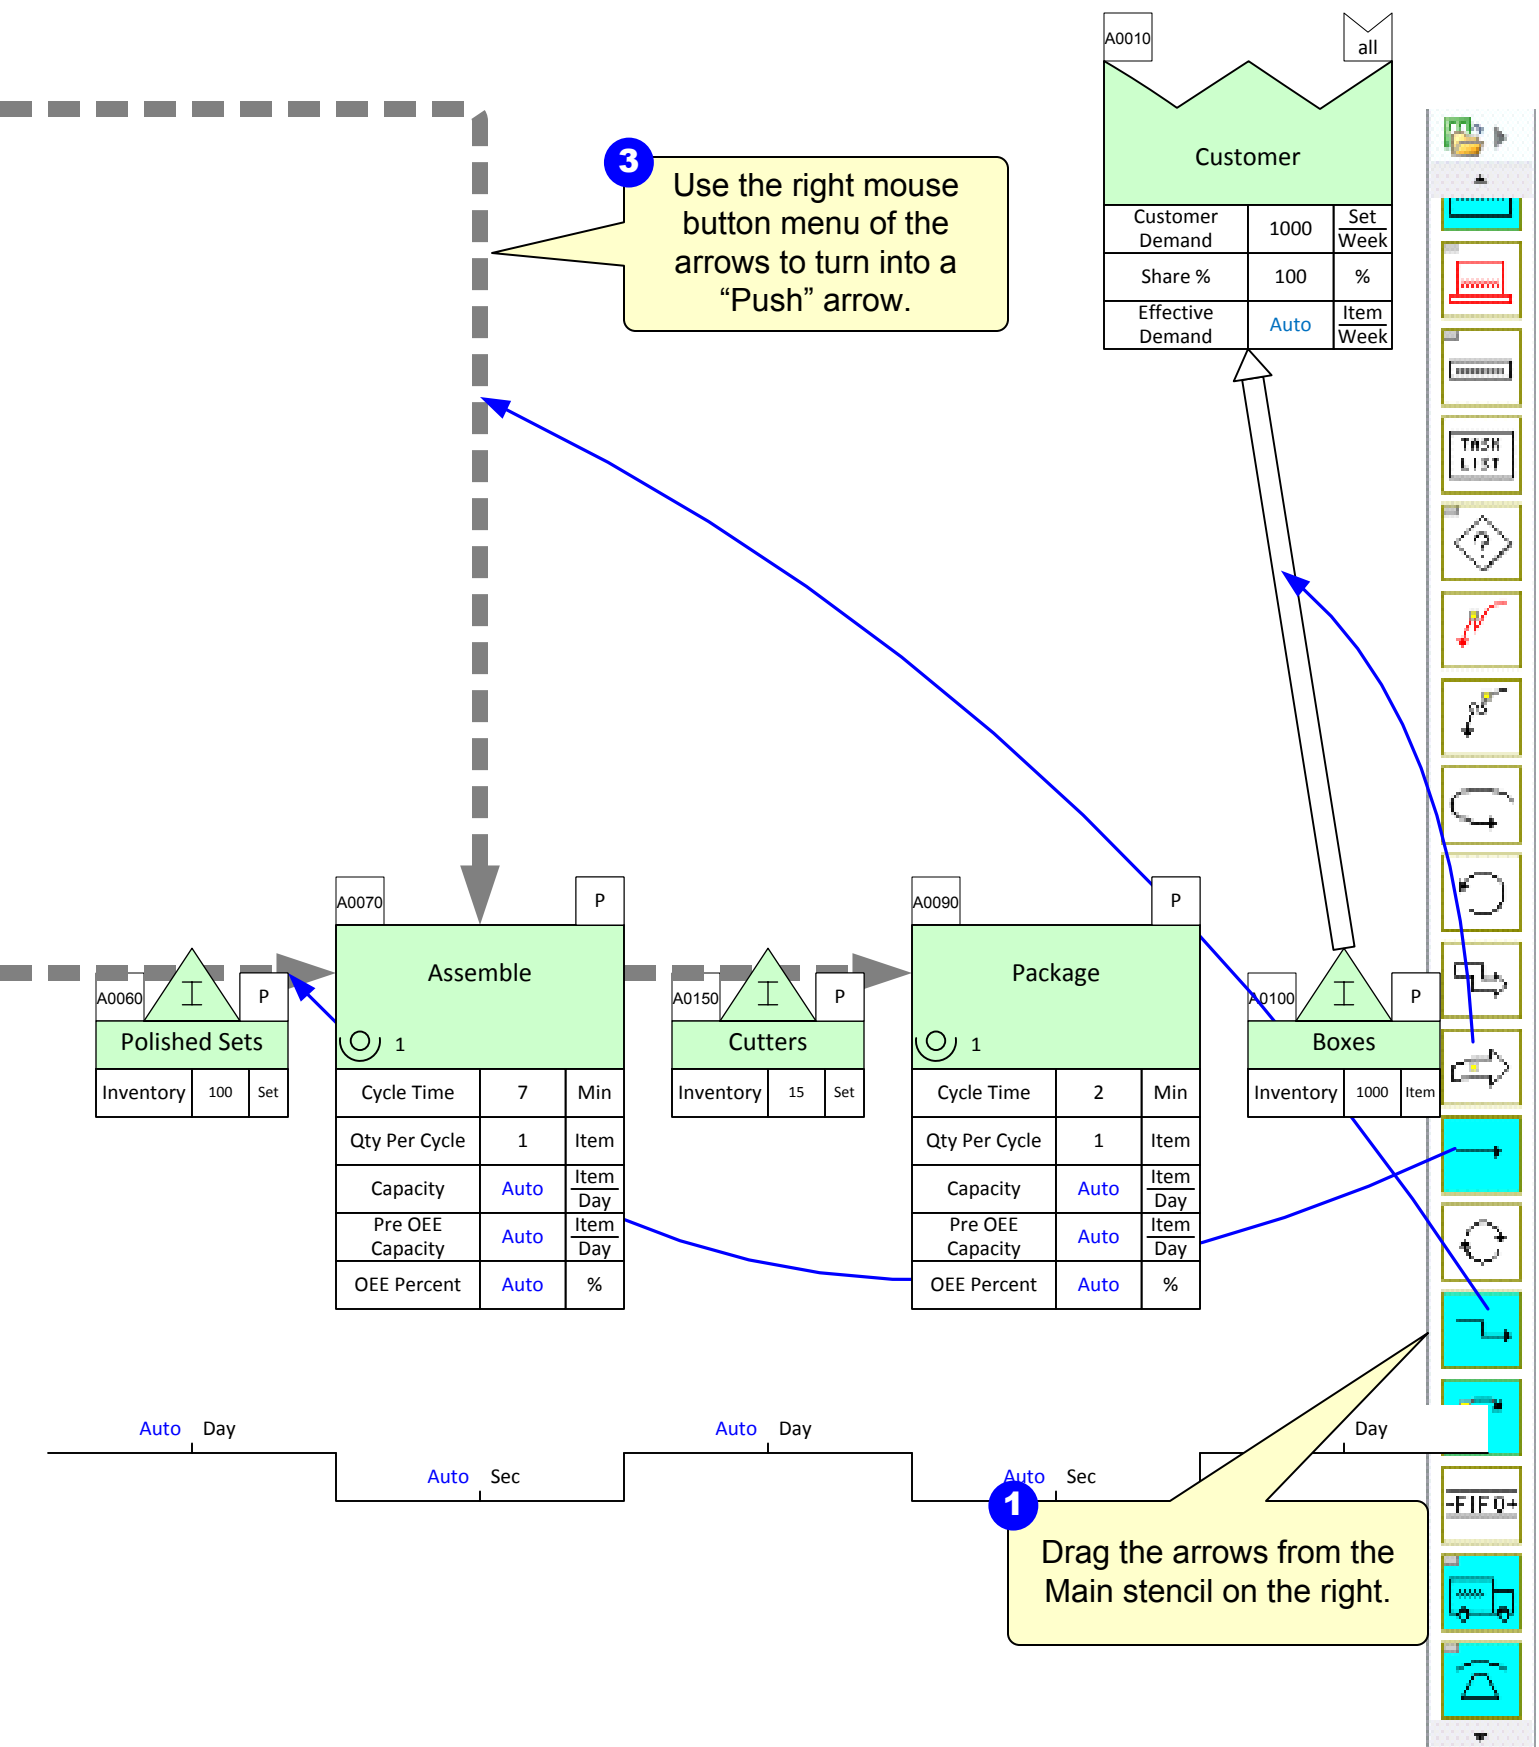 A0010
all
Customer
Customer Demand 1000 Set Week
Share % 100 %
Effective Demand Auto Item Week
3
Use the right mouse
button menu of the
arrows to turn into a
“Push” arrow.
TASK
LIST
?
A0060
I
P
Polished Sets
Inventory 100 Set
A0070
P
Assemble
1
Cycle Time 7 Min
Qty Per Cycle 1 Item
Capacity Auto Item Day
Pre OEE Capacity Auto Item Day
OEE Percent Auto %
A0150
I
P
Cutters
Inventory 15 Set
A0090
P
Package
1
Cycle Time 2 Min
Qty Per Cycle 1 Item
Capacity Auto Item Day
Pre OEE Capacity Auto Item Day
OEE Percent Auto %
A0100
I
P
Boxes
Inventory 1000 Item
Auto Day
Auto Sec
Auto Day
Auto Sec
Day
1
Drag the arrows from the
Main stencil on the right.
-FIFO→